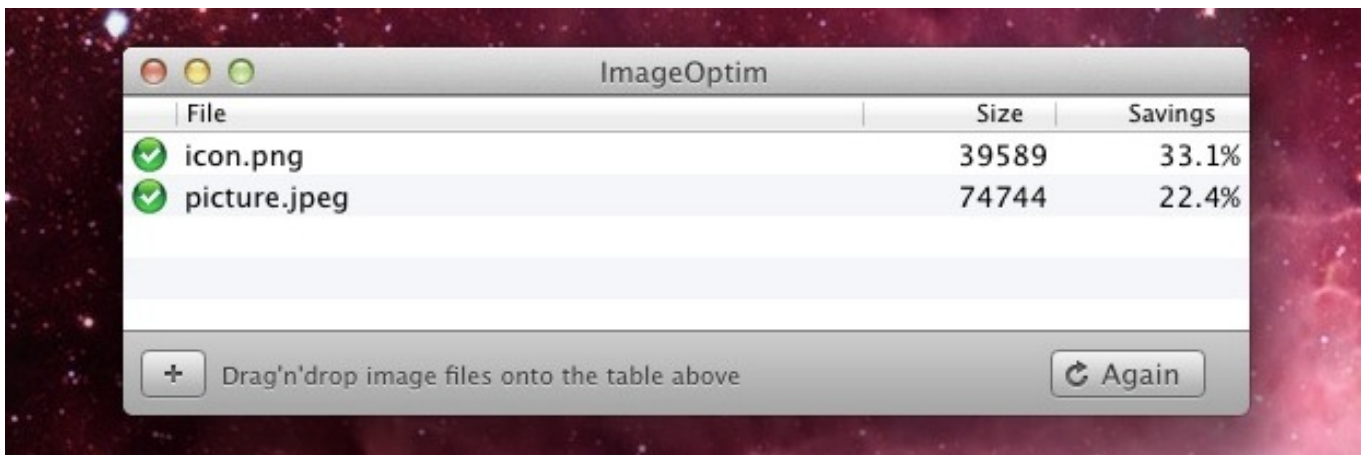 ImageOptim
File Size Savings
icon.png 39589 33.1%
picture.jpeg 74744 22.4%
+ Drag'n'drop image files onto the table above Again